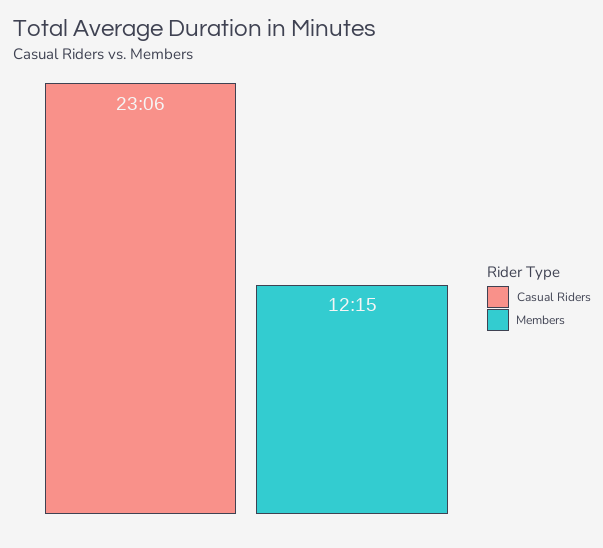 Total Average Duration in Minutes
Casual Riders vs. Members
23:06
12:15
Rider Type
Casual Riders
Members